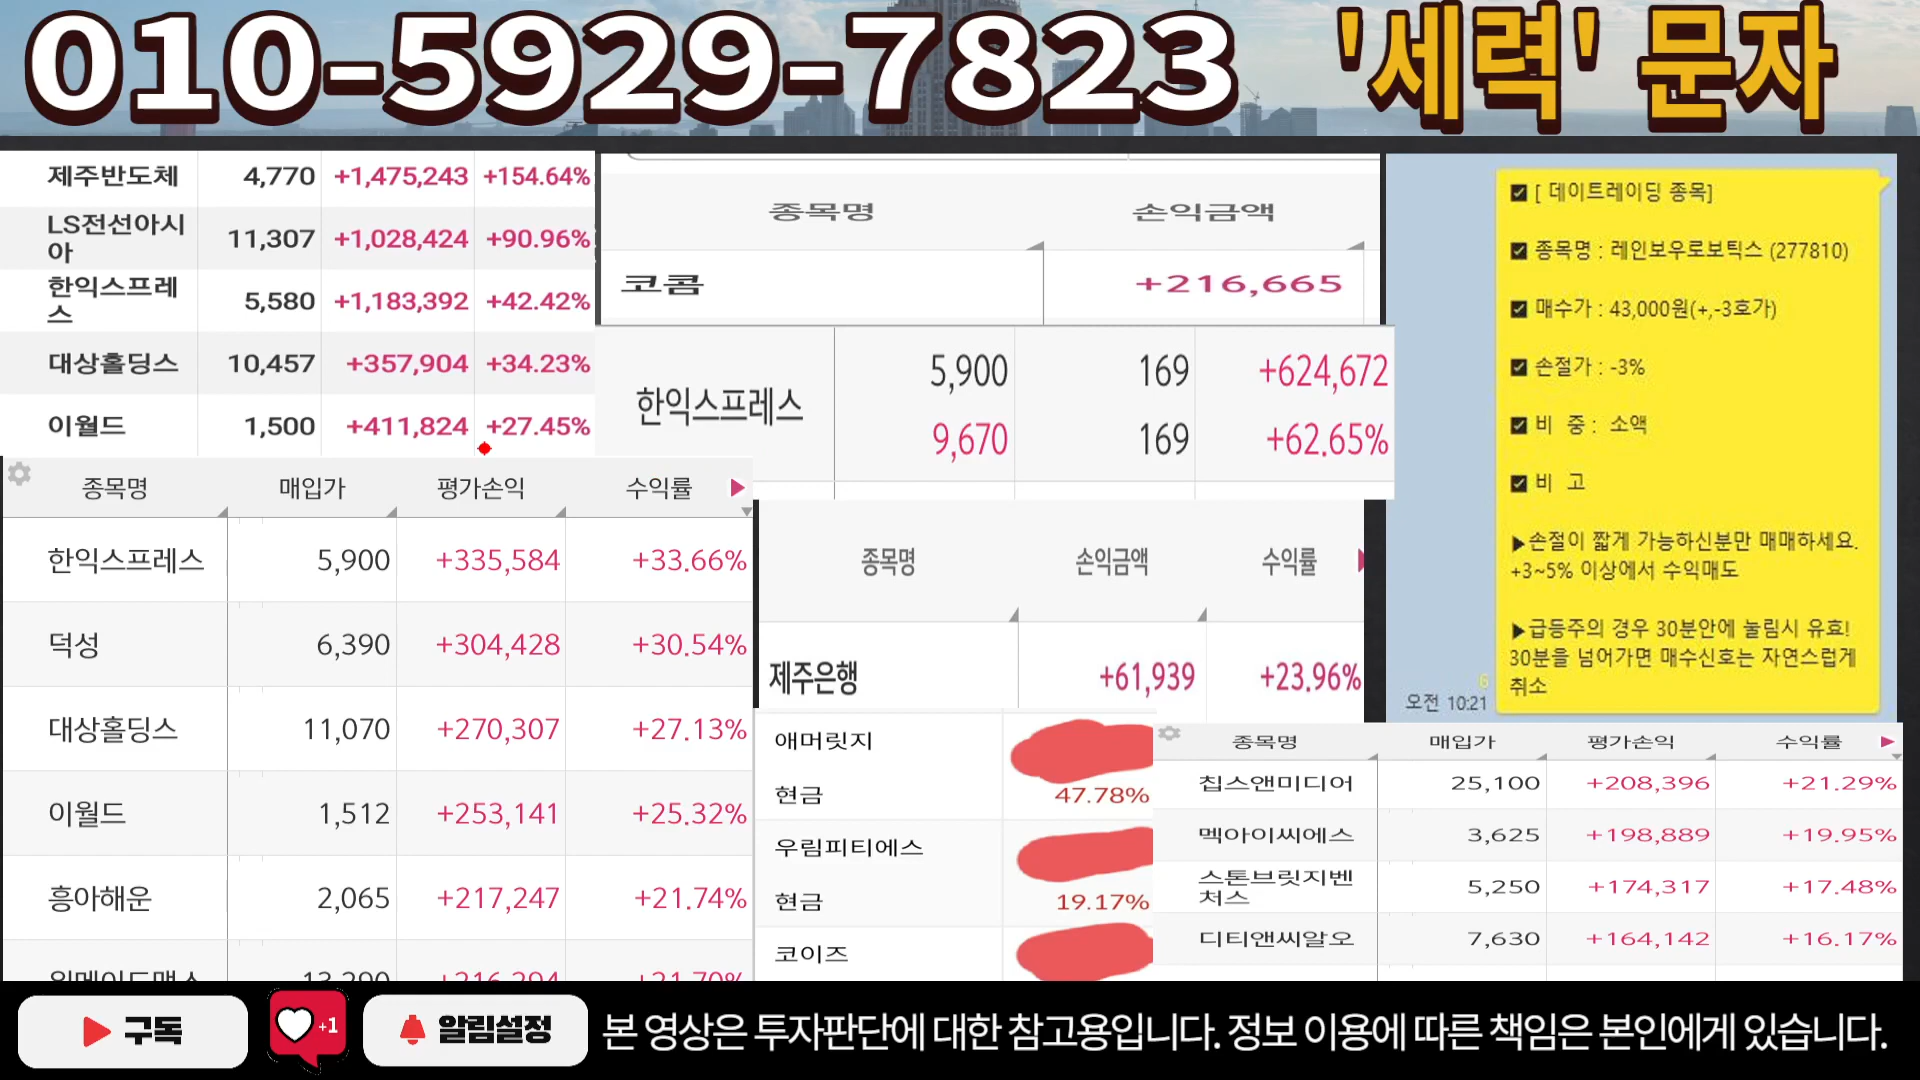 010-5929-7823 '세력' 문자
제주반도체 4,770 +1,475,243 +154.64%
LS전선아시아 11,307 +1,028,424 +90.96%
한익스프레스 5,580 +1,183,392 +42.42%
대상홀딩스 10,457 +357,904 +34.23%
이월드 1,500 +411,824 +27.45%
종목명 손익금액
코콤 +216,665
한익스프레스 5,900 169 +624,672
9,670 169 +62.65%
[ 데이트레이딩 종목]
종목명 : 레인보우로보틱스 (277810)
매수가 : 43,000원(+,-3호가)
손절가 : -3%
비 중 : 소액
비 고
▶손절이 짧게 가능하신분만 매매하세요.
+3~5% 이상에서 수익매도
▶급등주의 경우 30분안에 눌림시 유효!
30분을 넘어가면 매수신호는 자연스럽게
취소
6
오전 10:21
종목명 매입가 평가손익 수익률
한익스프레스 5,900 +335,584 +33.66%
덕성 6,390 +304,428 +30.54%
대상홀딩스 11,070 +270,307 +27.13%
이월드 1,512 +253,141 +25.32%
흥아해운 2,065 +217,247 +21.74%
종목명 손익금액 수익률
제주은행 +61,939 +23.96%
애머릿지
현금 47.78%
우림피티에스
현금 19.17%
코이즈
종목명 매입가 평가손익 수익률
칩스앤미디어 25,100 +208,396 +21.29%
멕아이씨에스 3,625 +198,889 +19.95%
스톤브릿지벤처스 5,250 +174,317 +17.48%
디티앤씨알오 7,630 +164,142 +16.17%
구독 +1 알림설정 본 영상은 투자판단에 대한 참고용입니다. 정보 이용에 따른 책임은 본인에게 있습니다.